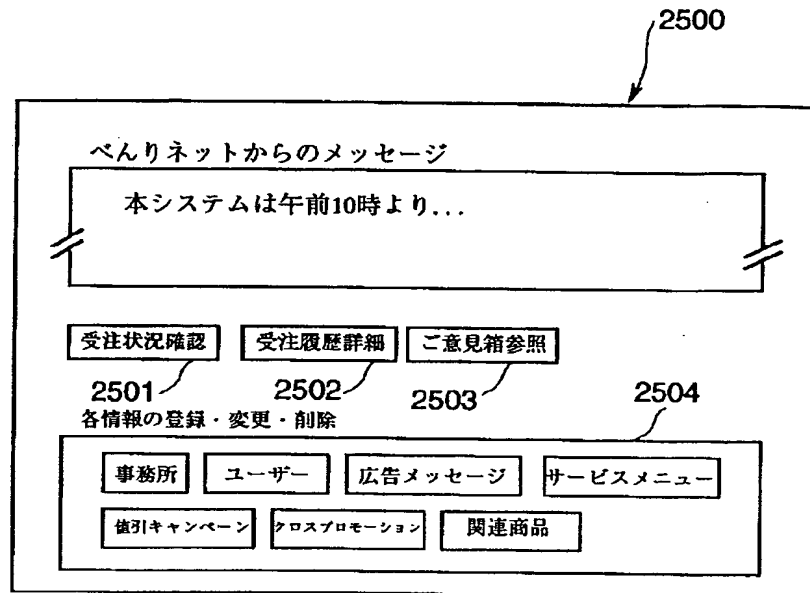 2500
べんりネットからのメッセージ
本システムは午前10時より...
受注状況確認 受注履歴詳細 ご意見箱参照
2501 2502 2503 2504
各情報の登録・変更・削除
事務所 ユーザー 広告メッセージ サービスメニュー
値引キャンペーン クロスプロモーション 関連商品